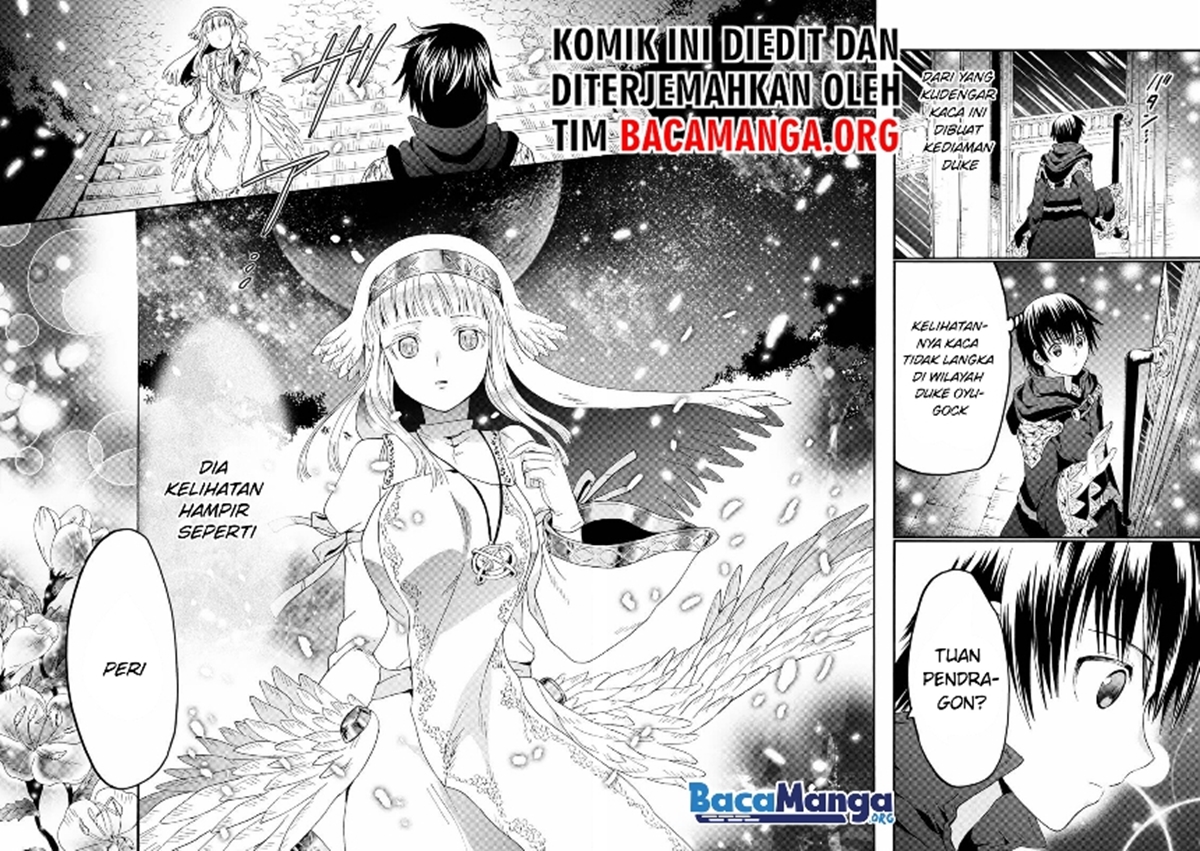 KOMIK INI DIEDIT DAN
DITERJEMAHKAN OLEH
TIM BACAMANGA.ORG
DARI YANG
KUDENGAR
KACA INI
DIBUAT
KEDIAMAN
DUKE
KELIHATAN-
NYA KACA
TIDAK LANGKA
DI WILAYAH
DUKE OYU-
GOCK
TUAN
PENDRA-
GON?
DIA
KELIHATAN
HAMPIR
SEPERTI
PERI
BacaManga
.ORG